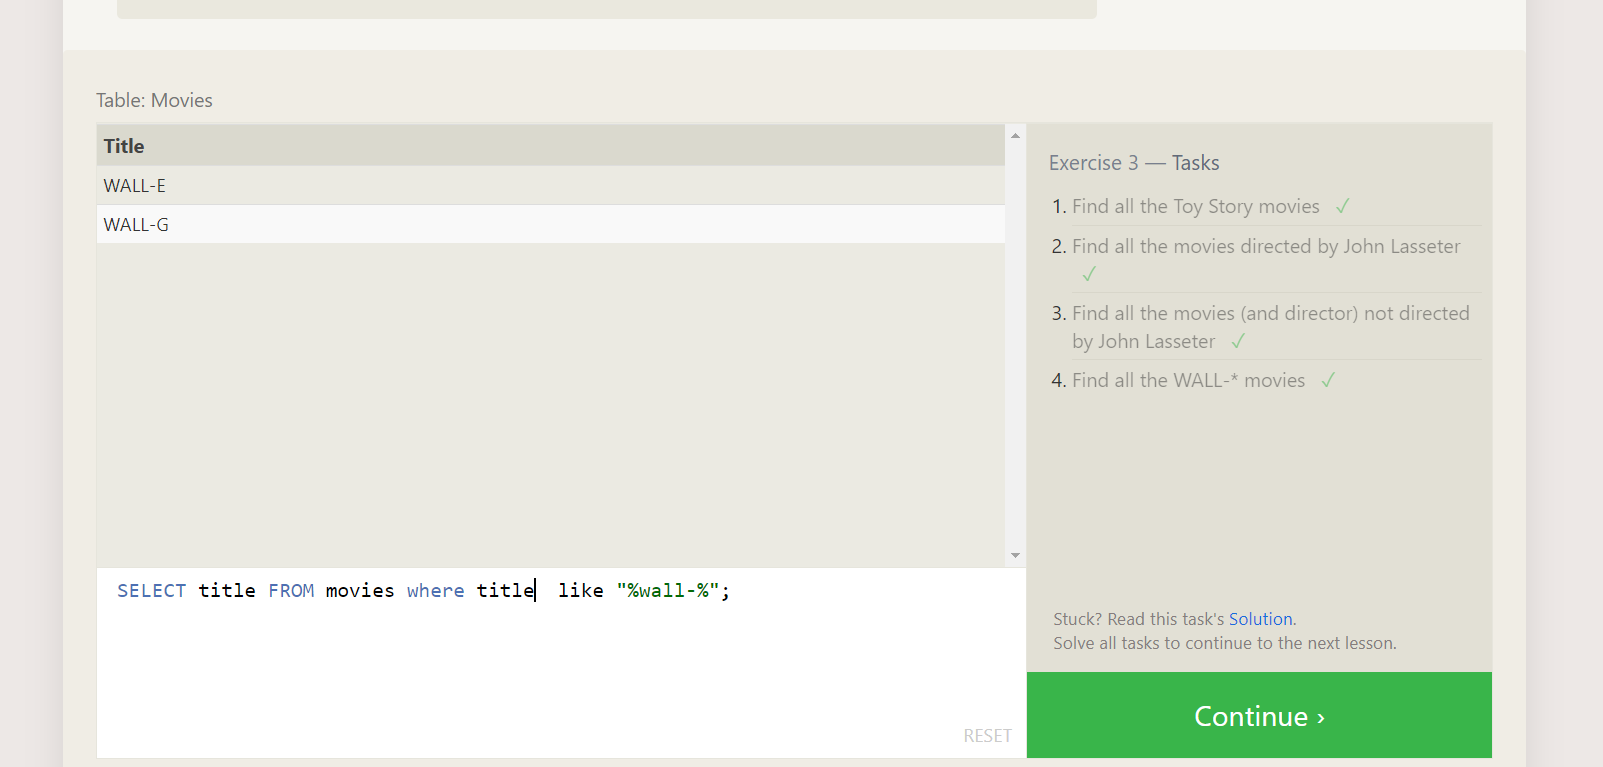 Table: Movies
Title
WALL-E
WALL-G
SELECT title FROM movies where title  like "%wall-%";
RESET
Exercise 3 — Tasks
1. Find all the Toy Story movies ✓
2. Find all the movies directed by John Lasseter
✓
3. Find all the movies (and director) not directed
by John Lasseter ✓
4. Find all the WALL-* movies ✓
Stuck? Read this task's Solution.
Solve all tasks to continue to the next lesson.
Continue ›